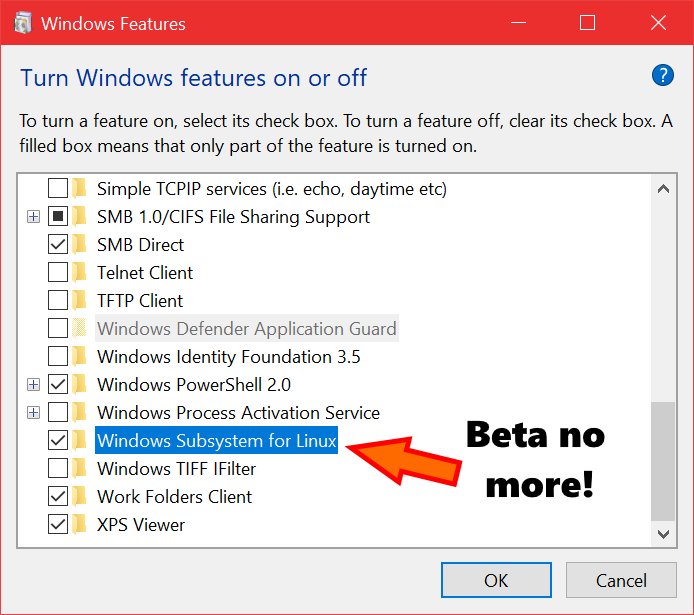 Windows Features
Turn Windows features on or off
?
To turn a feature on, select its check box. To turn a feature off, clear its check box. A
filled box means that only part of the feature is turned on.
Simple TCPIP services (i.e. echo, daytime etc)
SMB 1.0/CIFS File Sharing Support
SMB Direct
Telnet Client
TFTP Client
Windows Defender Application Guard
Windows Identity Foundation 3.5
Windows PowerShell 2.0
Windows Process Activation Service
Windows Subsystem for Linux
Beta no
more!
Windows TIFF IFilter
Work Folders Client
XPS Viewer
OK
Cancel